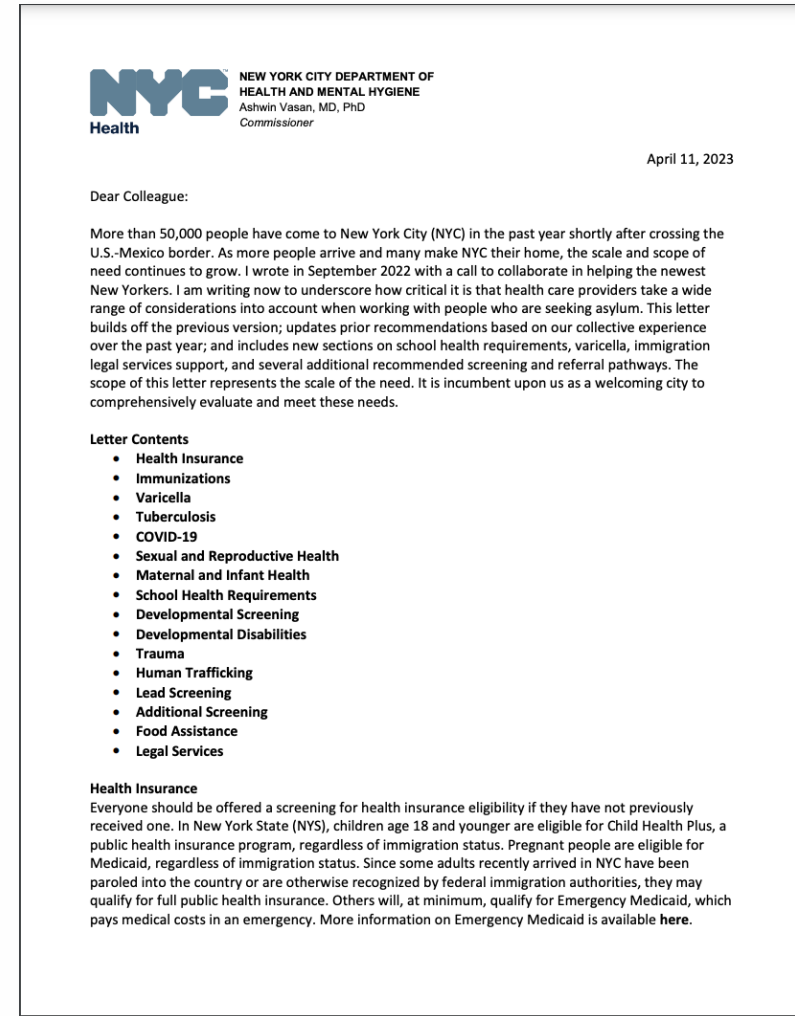 NYC
Health
NEW YORK CITY DEPARTMENT OF
HEALTH AND MENTAL HYGIENE
Ashwin Vasan, MD, PhD
Commissioner
April 11, 2023
Dear Colleague:
More than 50,000 people have come to New York City (NYC) in the past year shortly after crossing the
U.S.-Mexico border. As more people arrive and many make NYC their home, the scale and scope of
need continues to grow. I wrote in September 2022 with a call to collaborate in helping the newest
New Yorkers. I am writing now to underscore how critical it is that health care providers take a wide
range of considerations into account when working with people who are seeking asylum. This letter
builds off the previous version; updates prior recommendations based on our collective experience
over the past year; and includes new sections on school health requirements, varicella, immigration
legal services support, and several additional recommended screening and referral pathways. The
scope of this letter represents the scale of the need. It is incumbent upon us as a welcoming city to
comprehensively evaluate and meet these needs.
Letter Contents
• Health Insurance
• Immunizations
• Varicella
• Tuberculosis
• COVID-19
• Sexual and Reproductive Health
• Maternal and Infant Health
• School Health Requirements
• Developmental Screening
• Developmental Disabilities
• Trauma
• Human Trafficking
• Lead Screening
• Additional Screening
• Food Assistance
• Legal Services
Health Insurance
Everyone should be offered a screening for health insurance eligibility if they have not previously
received one. In New York State (NYS), children age 18 and younger are eligible for Child Health Plus, a
public health insurance program, regardless of immigration status. Pregnant people are eligible for
Medicaid, regardless of immigration status. Since some adults recently arrived in NYC have been
paroled into the country or are otherwise recognized by federal immigration authorities, they may
qualify for full public health insurance. Others will, at minimum, qualify for Emergency Medicaid, which
pays medical costs in an emergency. More information on Emergency Medicaid is available here.